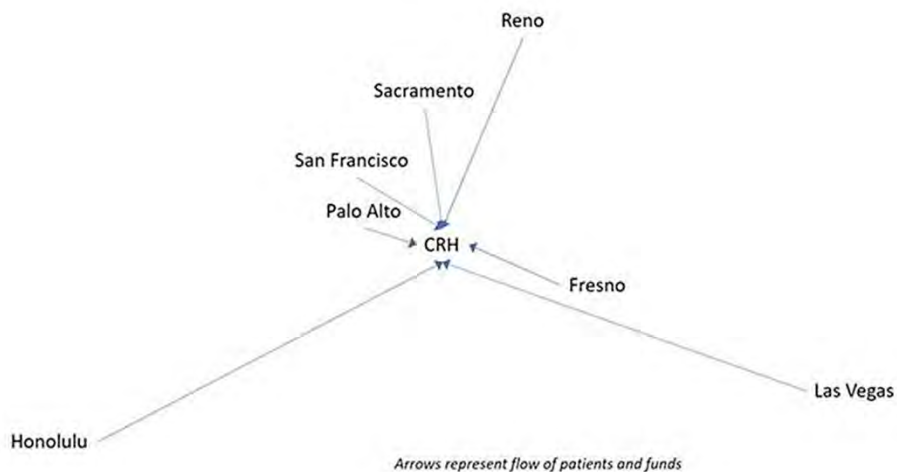 Reno
Sacramento
San Francisco
Palo Alto
CRH
Fresno
Las Vegas
Honolulu
Arrows represent flow of patients and funds